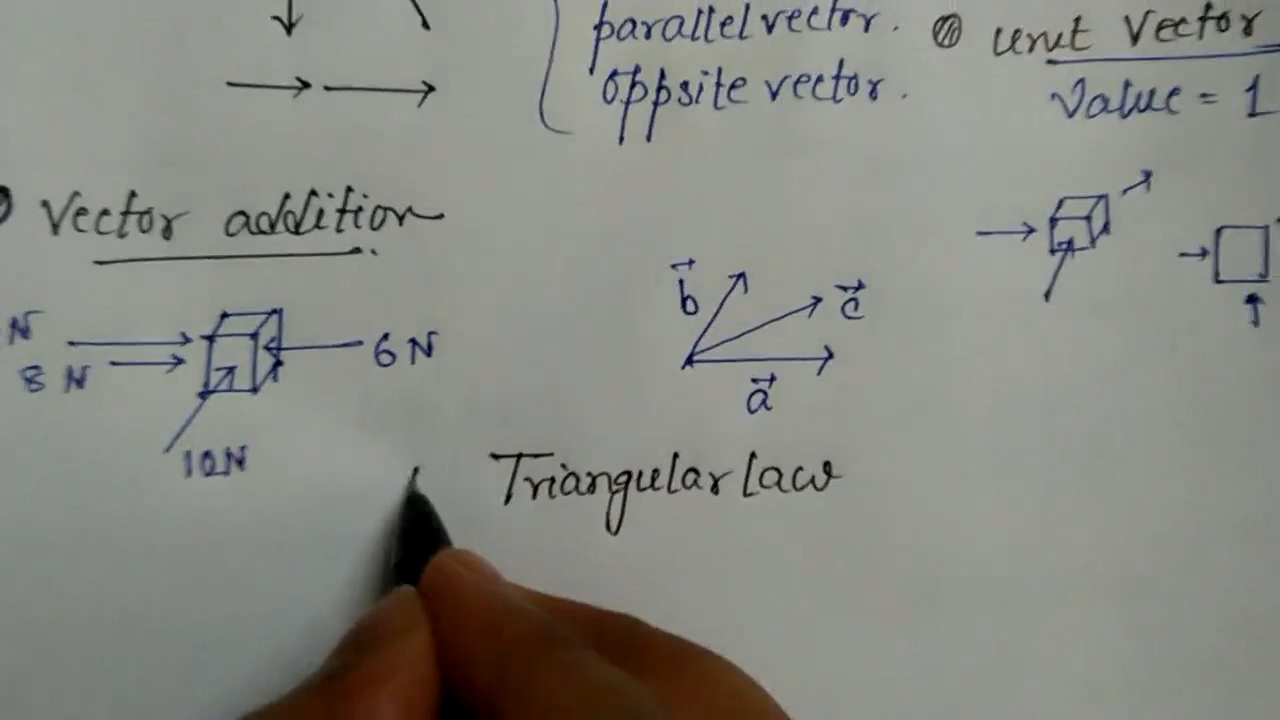 parallel vector.
oppsite vector.
unit Vector
Value = 1
Vector addition
N
8 N
6 N
10N
b
c
a
Triangular law